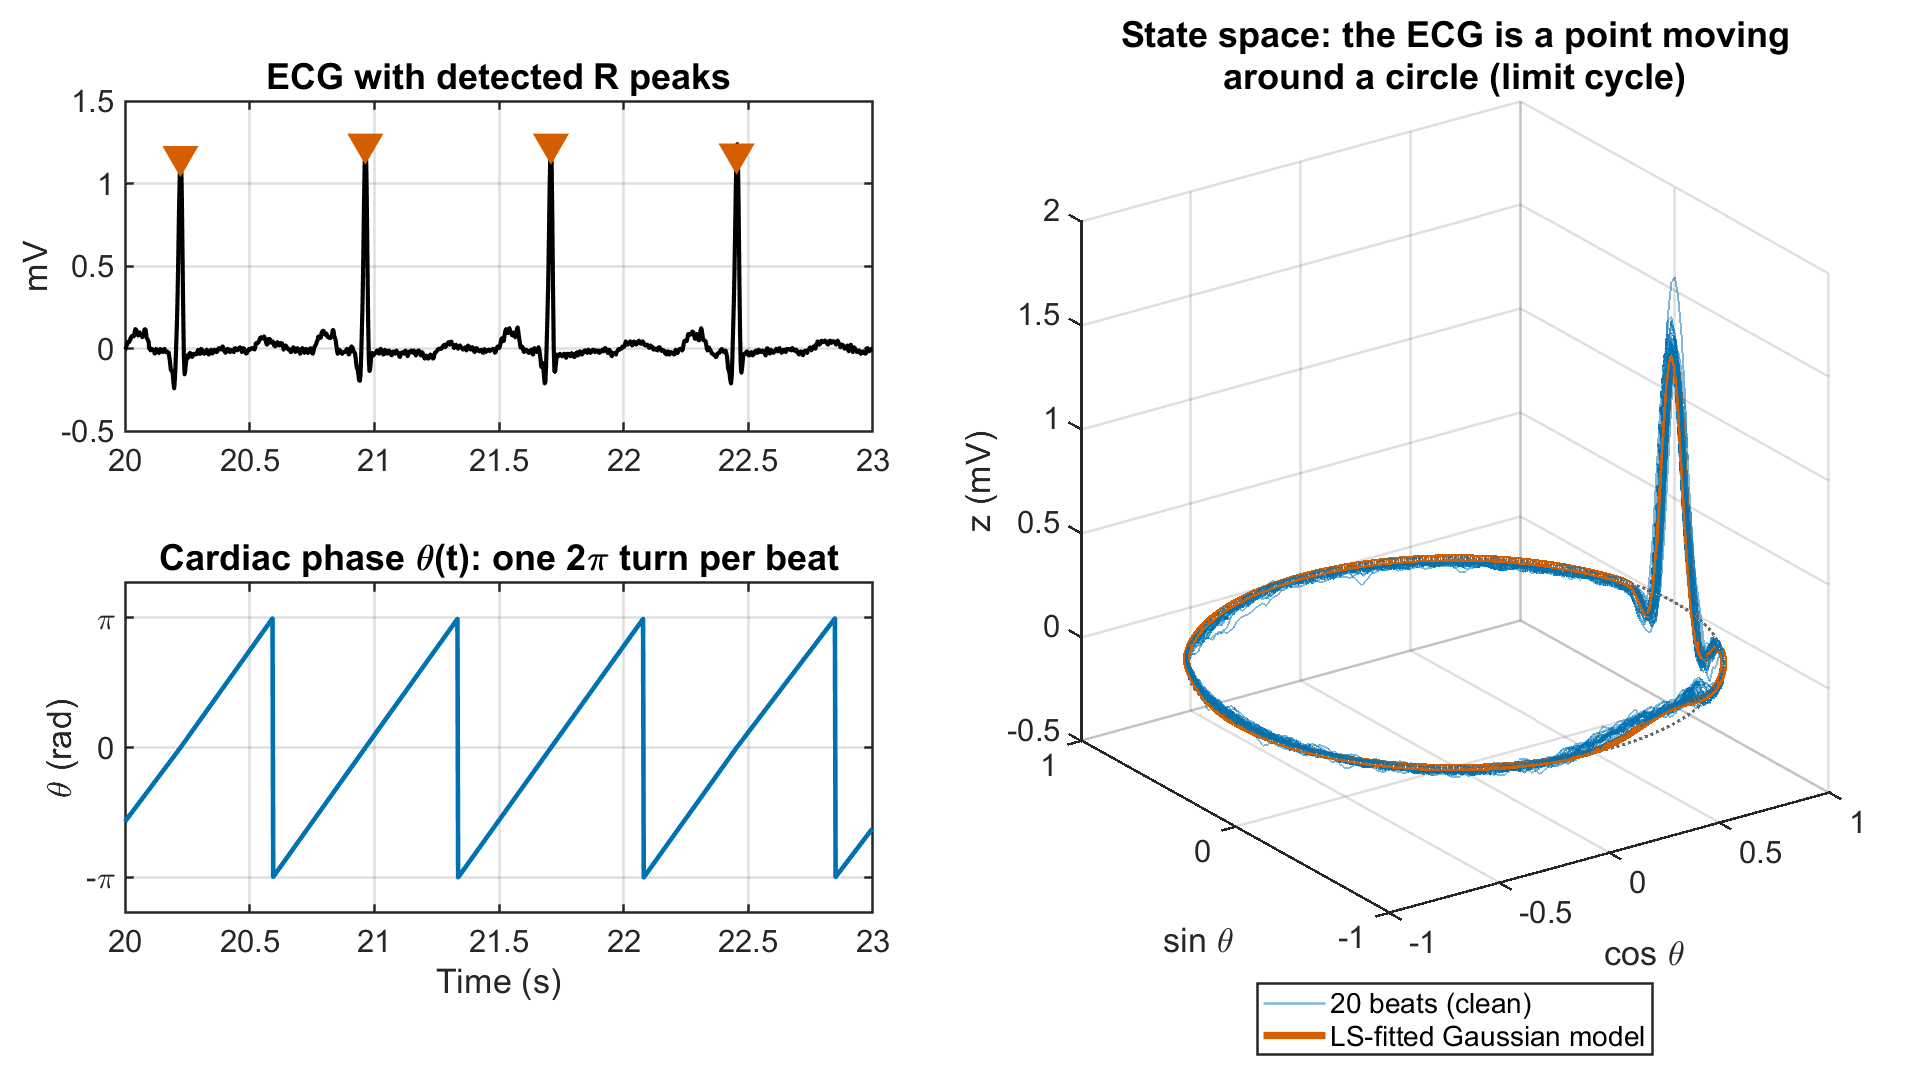 ECG with detected R peaks
1.5
1
0.5
0
-0.5
mV
20 20.5 21 21.5 22 22.5 23
Cardiac phase θ(t): one 2π turn per beat
π
0
-π
θ (rad)
20 20.5 21 21.5 22 22.5 23
Time (s)
State space: the ECG is a point moving
around a circle (limit cycle)
2
1.5
1
0.5
0
-0.5
z (mV)
1
0
-1
sin θ
-1
-0.5
0
0.5
1
cos θ
20 beats (clean)
LS-fitted Gaussian model